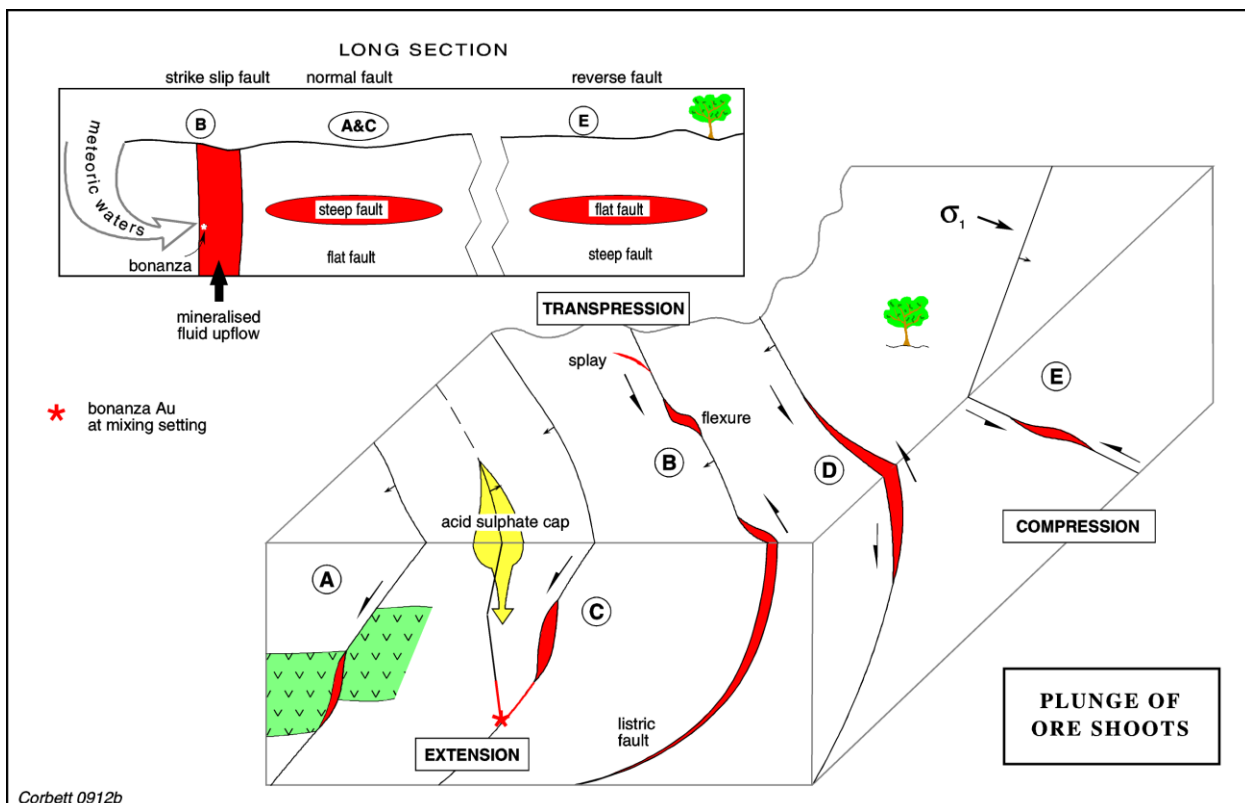 LONG SECTION
strike slip fault
normal fault
reverse fault
B
A&C
E
meteoric waters
steep fault
flat fault
flat fault
steep fault
bonanza
mineralised
fluid upflow
* bonanza Au
at mixing setting
TRANSPRESSION
splay
flexure
B
D
σ1
E
COMPRESSION
acid sulphate cap
A
C
listric
fault
EXTENSION
PLUNGE OF
ORE SHOOTS
Corbett 0912b